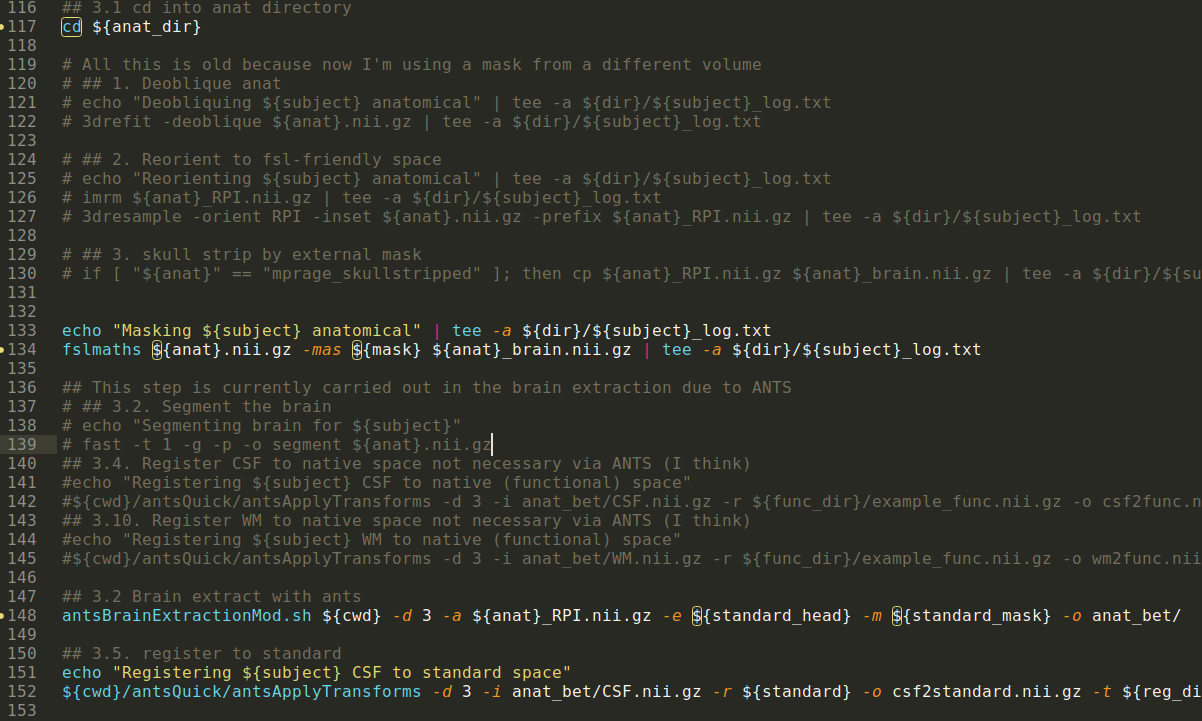 116 ## 3.1 cd into anat directory
117 cd ${anat_dir}
118
119 # All this is old because now I'm using a mask from a different volume
120 # ## 1. Deoblique anat
121 # echo "Deobliquing ${subject} anatomical" | tee -a ${dir}/${subject}_log.txt
122 # 3drefit -deoblique ${anat}.nii.gz | tee -a ${dir}/${subject}_log.txt
123
124 # ## 2. Reorient to fsl-friendly space
125 # echo "Reorienting ${subject} anatomical" | tee -a ${dir}/${subject}_log.txt
126 # imrm ${anat}_RPI.nii.gz | tee -a ${dir}/${subject}_log.txt
127 # 3dresample -orient RPI -inset ${anat}.nii.gz -prefix ${anat}_RPI.nii.gz | tee -a ${dir}/${subject}_log.txt
128
129 # ## 3. skull strip by external mask
130 # if [ "${anat}" == "mprage_skullstripped" ]; then cp ${anat}_RPI.nii.gz ${anat}_brain.nii.gz | tee -a ${dir}/${su
131
132
133 echo "Masking ${subject} anatomical" | tee -a ${dir}/${subject}_log.txt
134 fslmaths ${anat}.nii.gz -mas ${mask} ${anat}_brain.nii.gz | tee -a ${dir}/${subject}_log.txt
135
136 ## This step is currently carried out in the brain extraction due to ANTS
137 # ## 3.2. Segment the brain
138 # echo "Segmenting brain for ${subject}"
139 # fast -t 1 -g -p -o segment ${anat}.nii.gz
140 ## 3.4. Register CSF to native space not necessary via ANTS (I think)
141 #echo "Registering ${subject} CSF to native (functional) space"
142 #${cwd}/antsQuick/antsApplyTransforms -d 3 -i anat_bet/CSF.nii.gz -r ${func_dir}/example_func.nii.gz -o csf2func.n
143 ## 3.10. Register WM to native space not necessary via ANTS (I think)
144 #echo "Registering ${subject} WM to native (functional) space"
145 #${cwd}/antsQuick/antsApplyTransforms -d 3 -i anat_bet/WM.nii.gz -r ${func_dir}/example_func.nii.gz -o wm2func.nii
146
147 ## 3.2 Brain extract with ants
148 antsBrainExtractionMod.sh ${cwd} -d 3 -a ${anat}_RPI.nii.gz -e ${standard_head} -m ${standard_mask} -o anat_bet/
149
150 ## 3.5. register to standard
151 echo "Registering ${subject} CSF to standard space"
152 ${cwd}/antsQuick/antsApplyTransforms -d 3 -i anat_bet/CSF.nii.gz -r ${standard} -o csf2standard.nii.gz -t ${reg_di
153